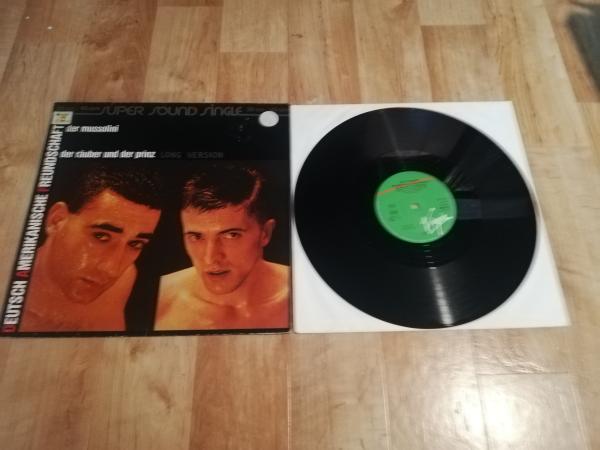 SUPER SOUND SINGLE
der mussolini
der räuber und der prinz LONG VERSION
DEUTSCH AMERIKANISCHE FREUNDSCHAFT
Virgin